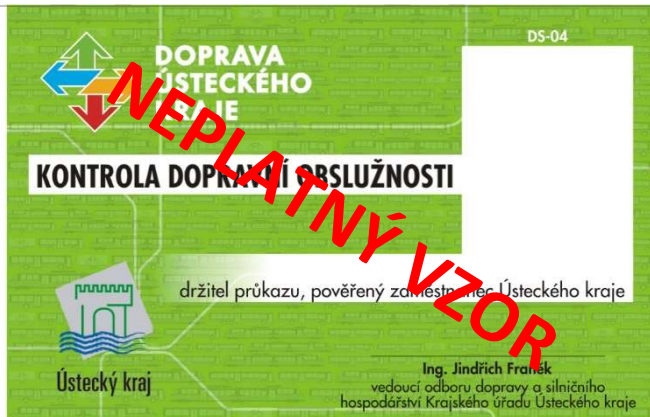 DS-04
DOPRAVA
ÚSTECKÉHO
KRAJE
KONTROLA DOPRAVNÍ OBSLUŽNOSTI
NEPLATNÝ VZOR
držitel průkazu, pověřený zaměstnanec Ústeckého kraje
Ústecký kraj
Ing. Jindřich Franěk
vedoucí odboru dopravy a silničního
hospodářství Krajského úřadu Ústeckého kraje